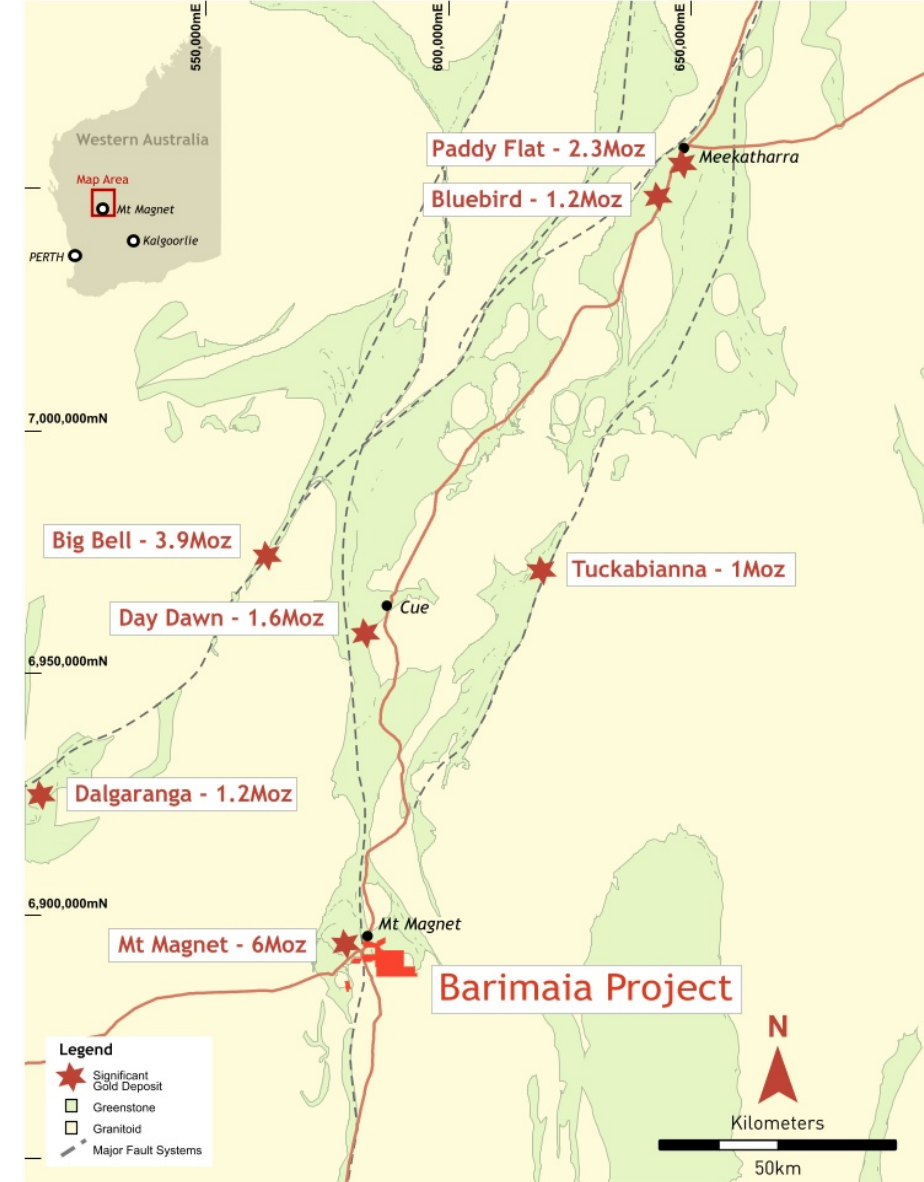 550,000mE
600,000mE
650,000mE
Western Australia
Map Area
Mt Magnet
Kalgoorlie
PERTH
Paddy Flat - 2.3Moz
Meekatharra
Bluebird - 1.2Moz
7,000,000mN
Big Bell - 3.9Moz
Tuckabianna - 1Moz
Cue
Day Dawn - 1.6Moz
6,950,000mN
Dalgaranga - 1.2Moz
6,900,000mN
Mt Magnet
Mt Magnet - 6Moz
Barimaia Project
Legend
Significant
Gold Deposit
Greenstone
Granitoid
Major Fault Systems
N
Kilometers
50km